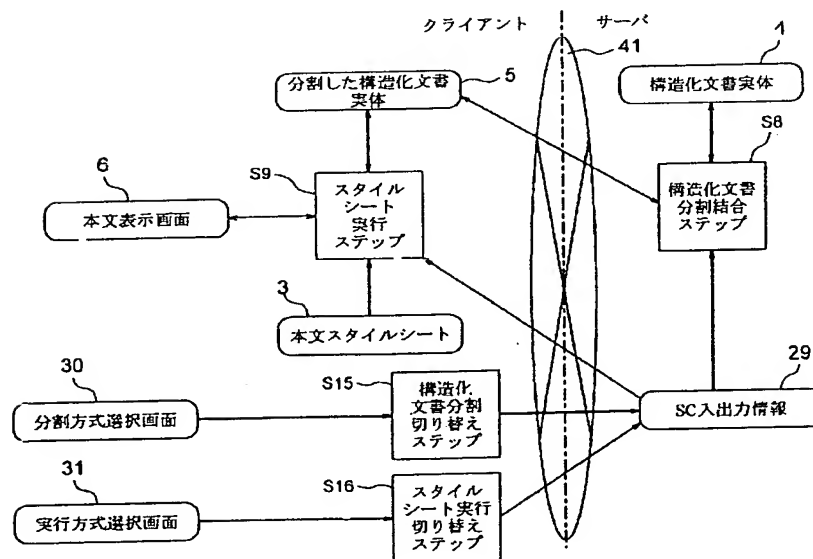 クライアント
サーバ
41
1
分割した構造化文書
実体
5
構造化文書実体
S8
S9
6
本文表示画面
スタイル
シート
実行
ステップ
構造化文書
分割結合
ステップ
3
本文スタイルシート
30
分割方式選択画面
S15
構造化
文書分割
切り替え
ステップ
29
SC入出力情報
31
実行方式選択画面
S16
スタイル
シート実行
切り替え
ステップ